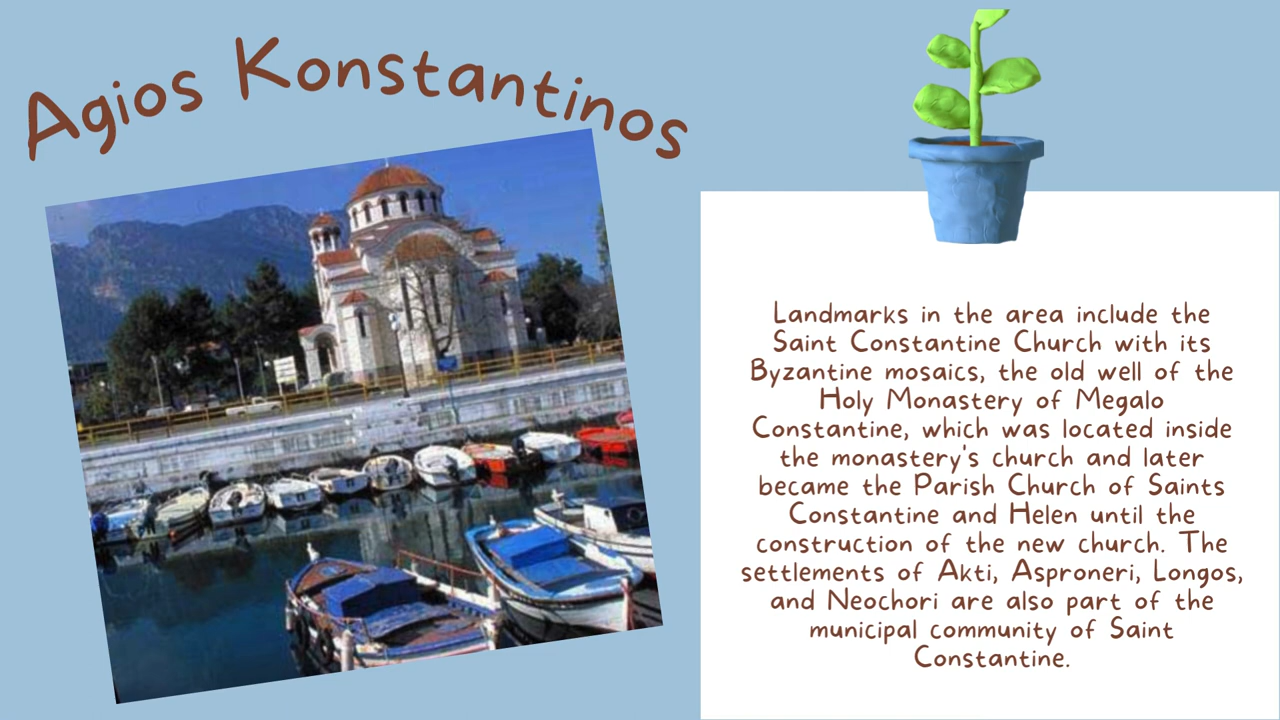 Agios Konstantinos
Landmarks in the area include the
Saint Constantine Church with its
Byzantine mosaics, the old well of the
Holy Monastery of Megalo
Constantine, which was located inside
the monastery's church and later
became the Parish Church of Saints
Constantine and Helen until the
construction of the new church. The
settlements of Akti, Asproneri, Longos,
and Neochori are also part of the
municipal community of Saint
Constantine.